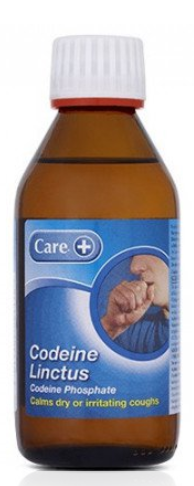 Care +
Codeine
Linctus
Codeine Phosphate
Calms dry or irritating coughs